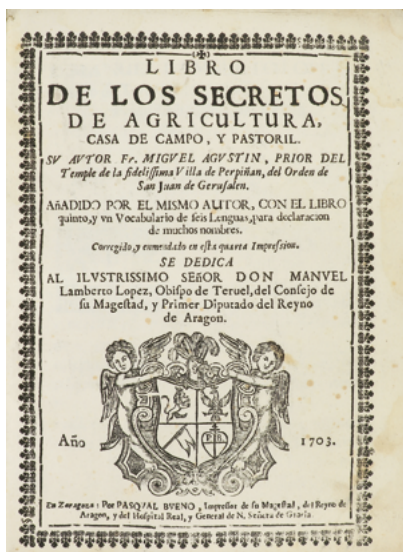 LIBRO
DE LOS SECRETOS
DE AGRICULTURA,
CASA DE CAMPO, Y PASTORIL.
SV AVTOR Fr. MIGVEL AGVSTIN, PRIOR DEL
Temple de la fidelissima Villa de Perpiñan, del Orden de
San Juan de Gerusalen.
AñADIDO POR EL MISMO AUTOR, CON EL LIBRO
quinto, y vn Vocabulario de seis Lenguas, para declaracion
de muchos nombres.
Corregido, y enmendado en esta quarta Impression.
SE DEDICA
AL ILVSTRISSIMO SEñOR DON MANVEL
Lamberto Lopez, Obispo de Teruel, del Consejo de
su Magestad, y Primer Diputado del Reyno
de Aragon.
Año 1703.
En Zaragoza: Por PASQVAL BVENO, Impressor de su Magestad, del Reyno de
Aragon, y del Hospital Real, y General de N. Señora de Gracia.